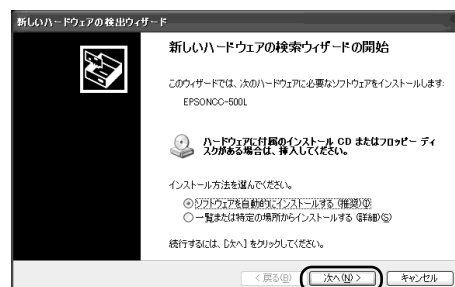 新しいハードウェアの検出ウィザード
新しいハードウェアの検索ウィザードの開始
このウィザードでは、次のハードウェアに必要なソフトウェアをインストールします:
EPSONCC-500L
ハードウェアに付属のインストール CD またはフロッピー ディ
スクがある場合は、挿入してください。
インストール方法を選んでください。
ソフトウェアを自動的にインストールする (推奨)(I)
一覧または特定の場所からインストールする (詳細)(S)
続行するには、[次へ] をクリックしてください。
< 戻る(B) 次へ(N) > キャンセル